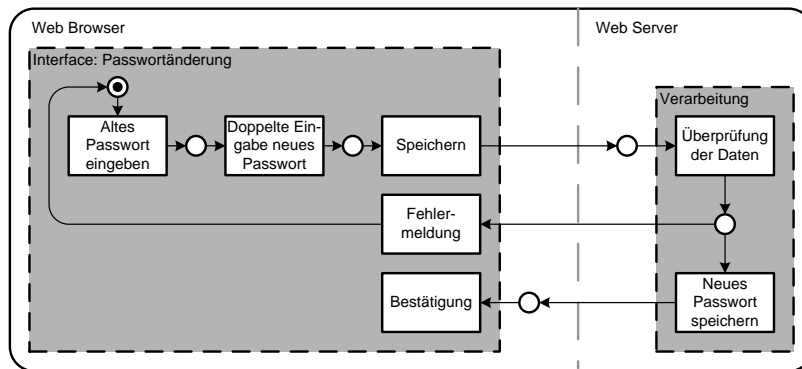 Web Browser
Web Server
Interface: Passwortänderung
Verarbeitung
Altes
Passwort
eingeben
Doppelte Ein-
gabe neues
Passwort
Speichern
Überprüfung
der Daten
Fehler-
meldung
Bestätigung
Neues
Passwort
speichern